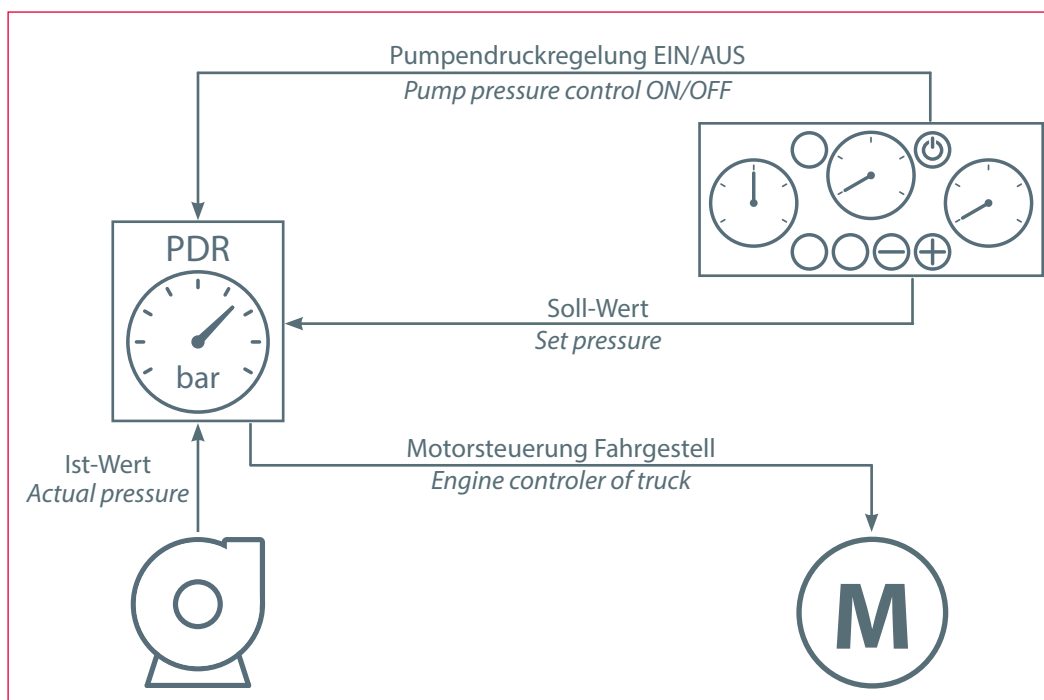 Pumpendruckregelung EIN/AUS
Pump pressure control ON/OFF
PDR
bar
Soll-Wert
Set pressure
Motorsteuerung Fahrgestell
Engine controler of truck
Ist-Wert
Actual pressure
M